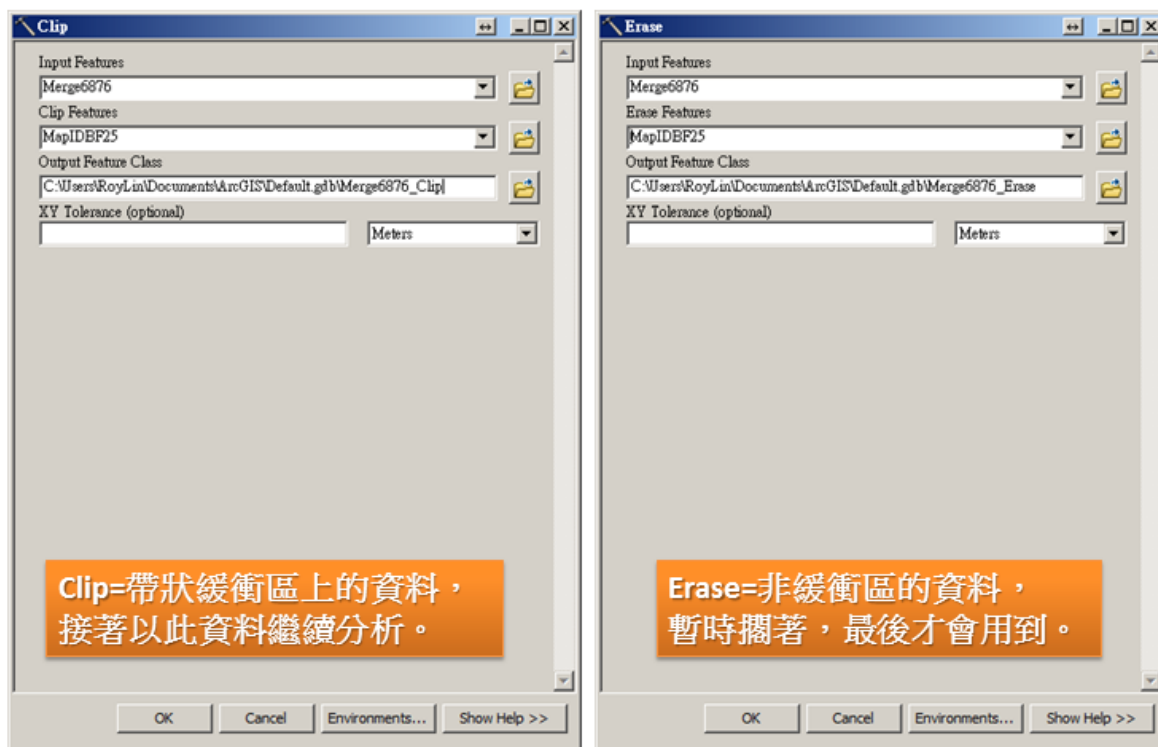 Clip
Input Features
Merge6876
Clip Features
MapIDBF25
Output Feature Class
C:\Users\RoyLin\Documents\ArcGIS\Default.gdb\Merge6876_Clip
XY Tolerance (optional)
Meters
Clip=帶狀緩衝區上的資料，
接著以此資料繼續分析。
OK Cancel Environments... Show Help >>
Erase
Input Features
Merge6876
Erase Features
MapIDBF25
Output Feature Class
C:\Users\RoyLin\Documents\ArcGIS\Default.gdb\Merge6876_Erase
XY Tolerance (optional)
Meters
Erase=非緩衝區的資料，
暫時擱著，最後才會用到。
OK Cancel Environments... Show Help >>